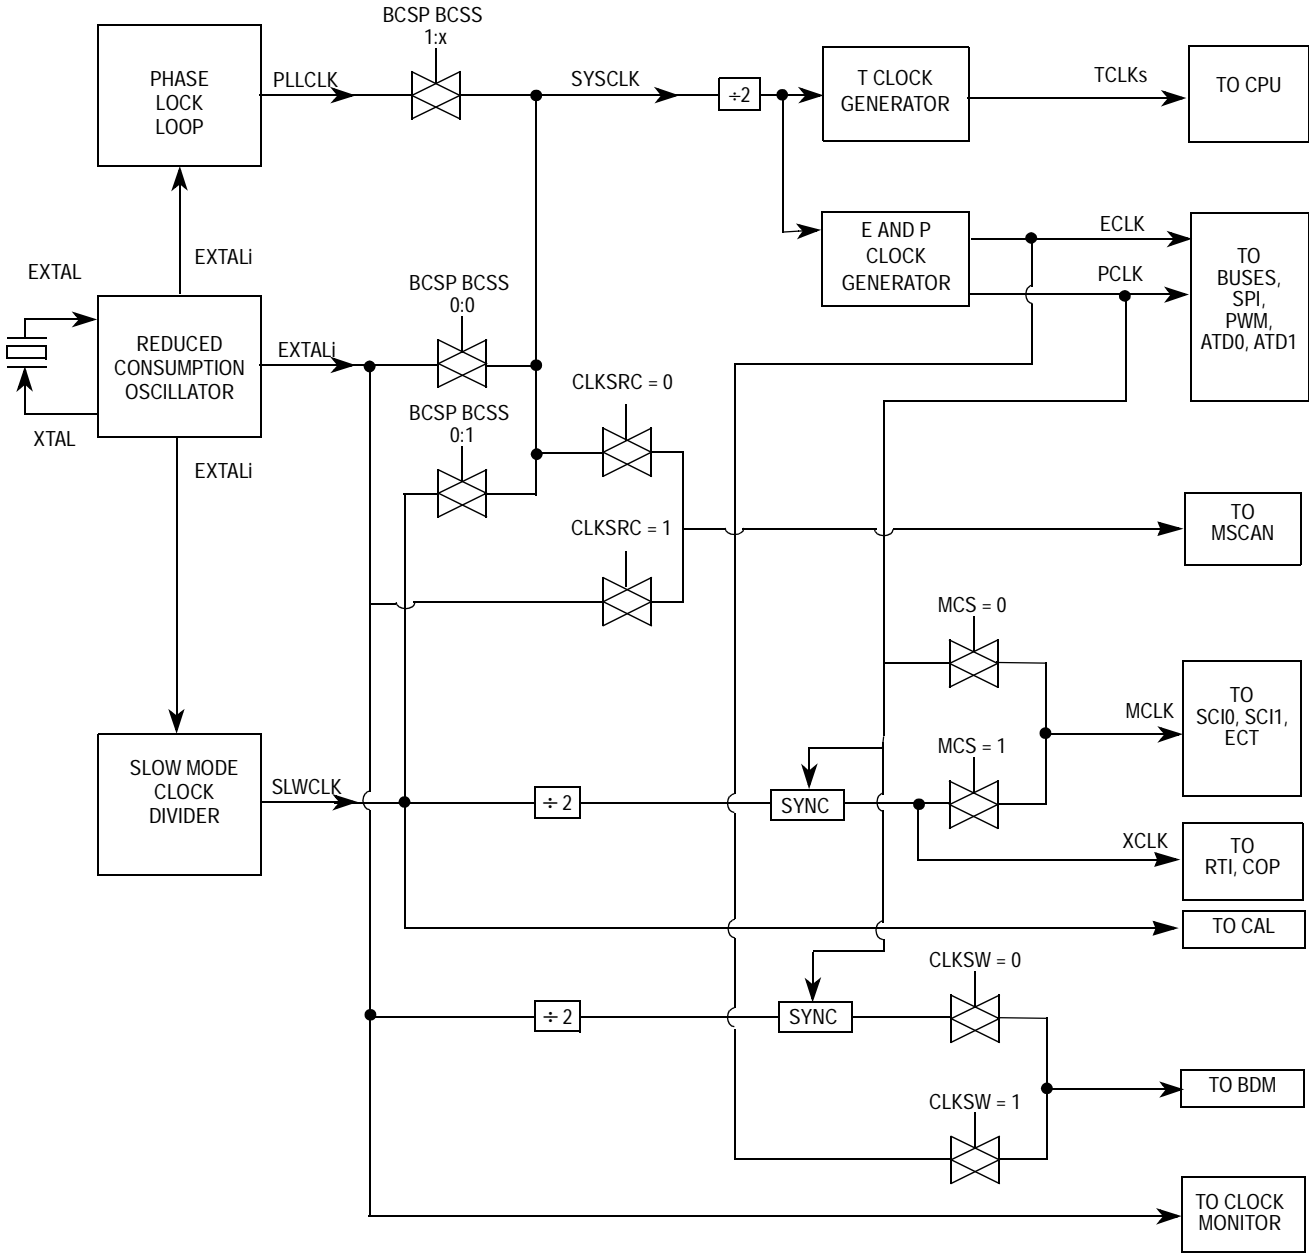 BCSP BCSS
1:x
PHASE
LOCK
LOOP
PLLCLK
SYSCLK
÷2
T CLOCK
GENERATOR
TCLKs
TO CPU
E AND P
CLOCK
GENERATOR
ECLK
PCLK
TO
BUSES,
SPI,
PWM,
ATD0, ATD1
EXTALi
EXTAL
BCSP BCSS
0:0
REDUCED
CONSUMPTION
OSCILLATOR
EXTALi
XTAL
EXTALi
BCSP BCSS
0:1
CLKSRC = 0
CLKSRC = 1
TO
MSCAN
MCS = 0
MCLK
TO
SCI0, SCI1,
ECT
MCS = 1
SLOW MODE
CLOCK
DIVIDER
SLWCLK
÷ 2
SYNC
XCLK
TO
RTI, COP
TO CAL
CLKSW = 0
÷ 2
SYNC
TO BDM
CLKSW = 1
TO CLOCK
MONITOR